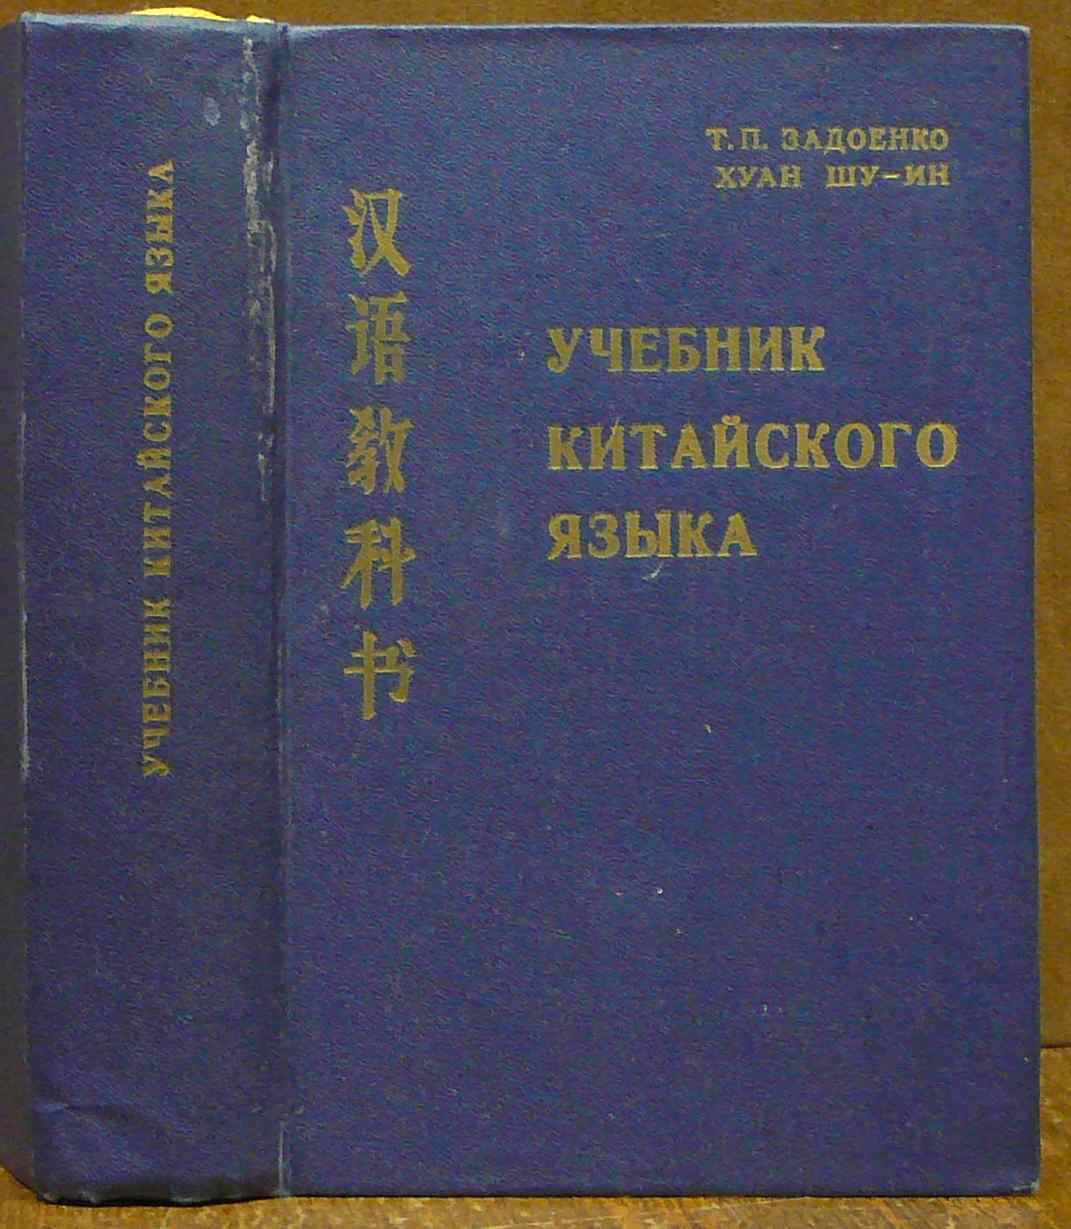 УЧЕБНИК КИТАЙСКОГО ЯЗЫКА
Т. П. ЗАДОЕНКО
ХУАН ШУ-ИН
汉语教科书
УЧЕБНИК
КИТАЙСКОГО
ЯЗЫКА